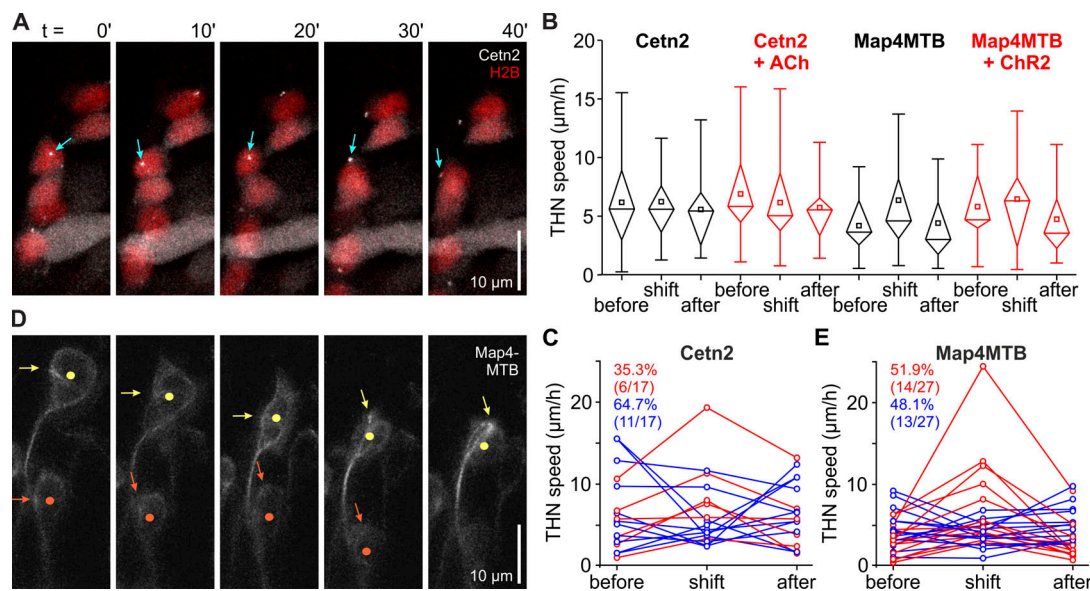 A
t = 0' 10' 20' 30' 40'
Cetn2
H2B
10 µm
B
THN speed (µm/h)
20
15
10
5
0
Cetn2
Cetn2
+ ACh
Map4MTB
Map4MTB
+ ChR2
before shift after before shift after before shift after before shift after
D
Map4-
MTB
10 µm
C
Cetn2
35.3%
(6/17)
64.7%
(11/17)
THN speed (µm/h)
20
10
5
0
before shift after
E
Map4MTB
51.9%
(14/27)
48.1%
(13/27)
THN speed (µm/h)
20
10
5
0
before shift after